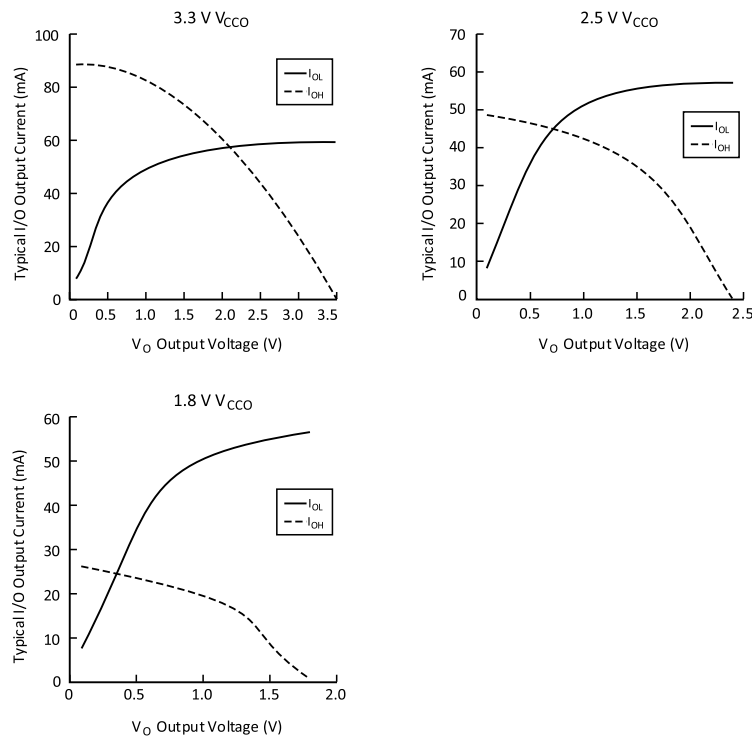 3.3 V VCCO
Typical I/O Output Current (mA)
100
80
60
40
20
0
IOL
IOH
0 0.5 1.0 1.5 2.0 2.5 3.0 3.5
VO Output Voltage (V)
2.5 V VCCO
Typical I/O Output Current (mA)
70
60
50
40
30
20
10
0
IOL
IOH
0 0.5 1.0 1.5 2.0 2.5
VO Output Voltage (V)
1.8 V VCCO
Typical I/O Output Current (mA)
60
50
40
30
20
10
0
IOL
IOH
0 0.5 1.0 1.5 2.0
VO Output Voltage (V)